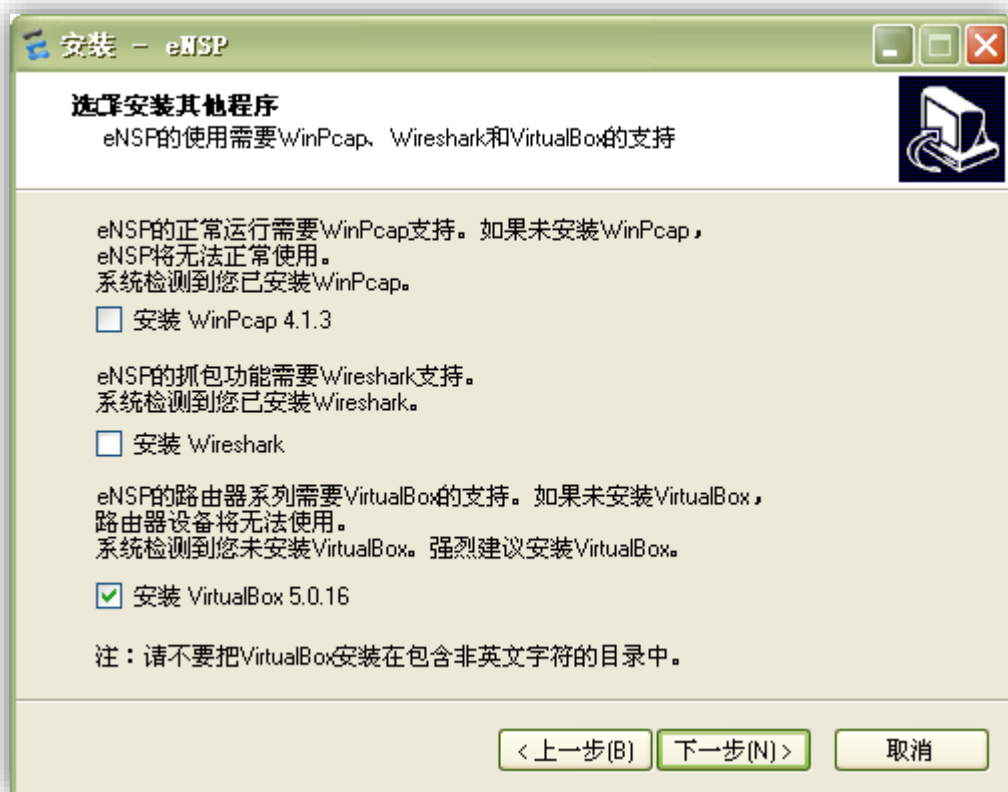 安装 - eNSP
选择安装其他程序
eNSP的使用需要WinPcap、Wireshark和VirtualBox的支持
eNSP的正常运行需要WinPcap支持。如果未安装WinPcap，
eNSP将无法正常使用。
系统检测到您已安装WinPcap。
安装 WinPcap 4.1.3
eNSP的抓包功能需要Wireshark支持。
系统检测到您已安装Wireshark。
安装 Wireshark
eNSP的路由器系列需要VirtualBox的支持。如果未安装VirtualBox，
路由器设备将无法使用。
系统检测到您未安装VirtualBox。强烈建议安装VirtualBox。
安装 VirtualBox 5.0.16
注：请不要把VirtualBox安装在包含非英文字符的目录中。
<上一步(B) 下一步(N)> 取消